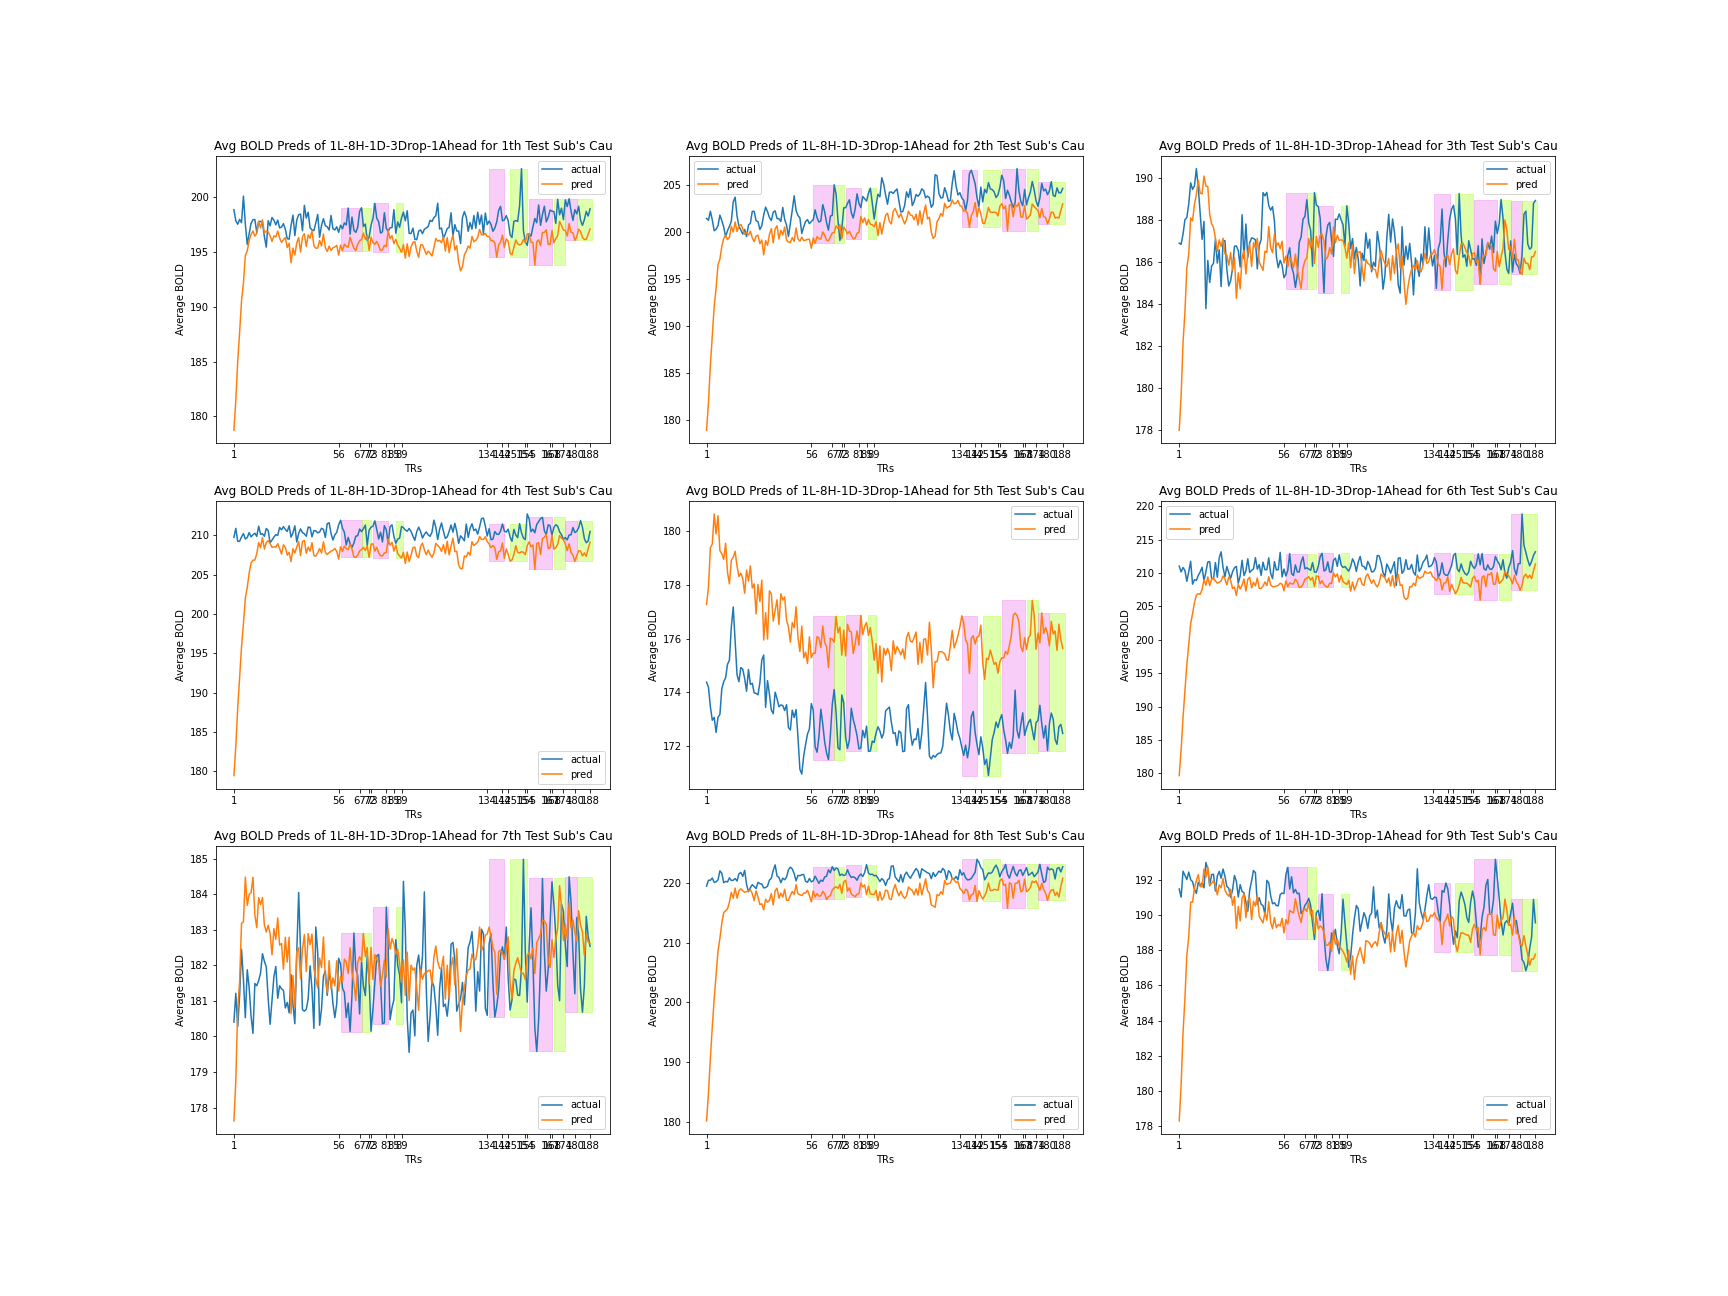 Avg BOLD Preds of 1L-8H-1D-3Drop-1Ahead for 1th Test Sub's Cau
Avg BOLD Preds of 1L-8H-1D-3Drop-1Ahead for 2th Test Sub's Cau
Avg BOLD Preds of 1L-8H-1D-3Drop-1Ahead for 3th Test Sub's Cau
actual
pred
actual
pred
actual
pred
Average BOLD
200
195
190
185
180
Average BOLD
205
200
195
190
185
180
Average BOLD
190
188
186
184
182
180
178
1 56 188
TRs
1 56 188
TRs
1 56 188
TRs
Avg BOLD Preds of 1L-8H-1D-3Drop-1Ahead for 4th Test Sub's Cau
Avg BOLD Preds of 1L-8H-1D-3Drop-1Ahead for 5th Test Sub's Cau
Avg BOLD Preds of 1L-8H-1D-3Drop-1Ahead for 6th Test Sub's Cau
actual
pred
actual
pred
actual
pred
Average BOLD
210
205
200
195
190
185
180
Average BOLD
180
178
176
174
172
Average BOLD
220
215
210
205
200
195
190
185
180
1 56 188
TRs
1 56 188
TRs
1 56 188
TRs
Avg BOLD Preds of 1L-8H-1D-3Drop-1Ahead for 7th Test Sub's Cau
Avg BOLD Preds of 1L-8H-1D-3Drop-1Ahead for 8th Test Sub's Cau
Avg BOLD Preds of 1L-8H-1D-3Drop-1Ahead for 9th Test Sub's Cau
Average BOLD
185
184
183
182
181
180
179
178
Average BOLD
220
210
200
190
180
Average BOLD
192
190
188
186
184
182
180
178
actual
pred
actual
pred
actual
pred
1 56 188
TRs
1 56 188
TRs
1 56 188
TRs